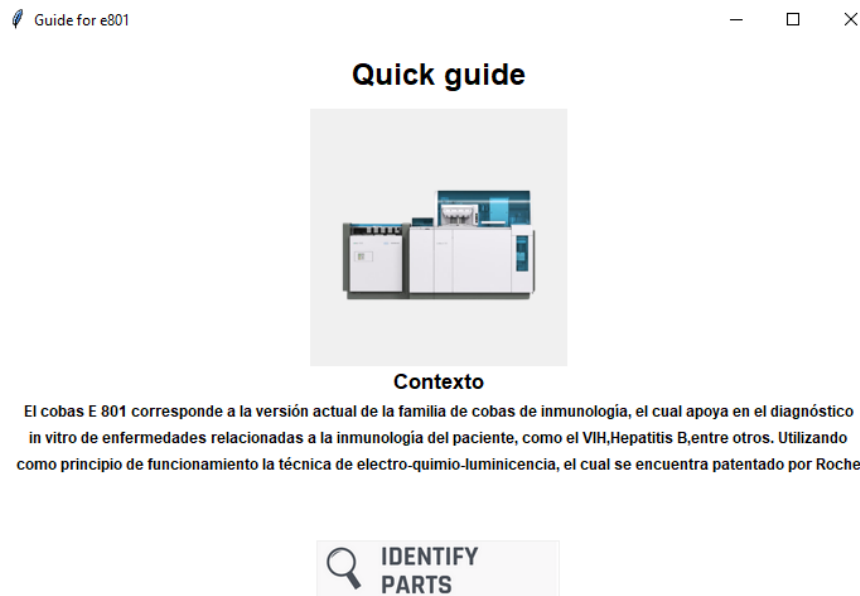 Guide for e801
Quick guide
Contexto
El cobas E 801 corresponde a la versión actual de la familia de cobas de inmunología, el cual apoya en el diagnóstico
in vitro de enfermedades relacionadas a la inmunología del paciente, como el VIH,Hepatitis B,entre otros. Utilizando
como principio de funcionamiento la técnica de electro-quimio-luminicencia, el cual se encuentra patentado por Roche
IDENTIFY
PARTS